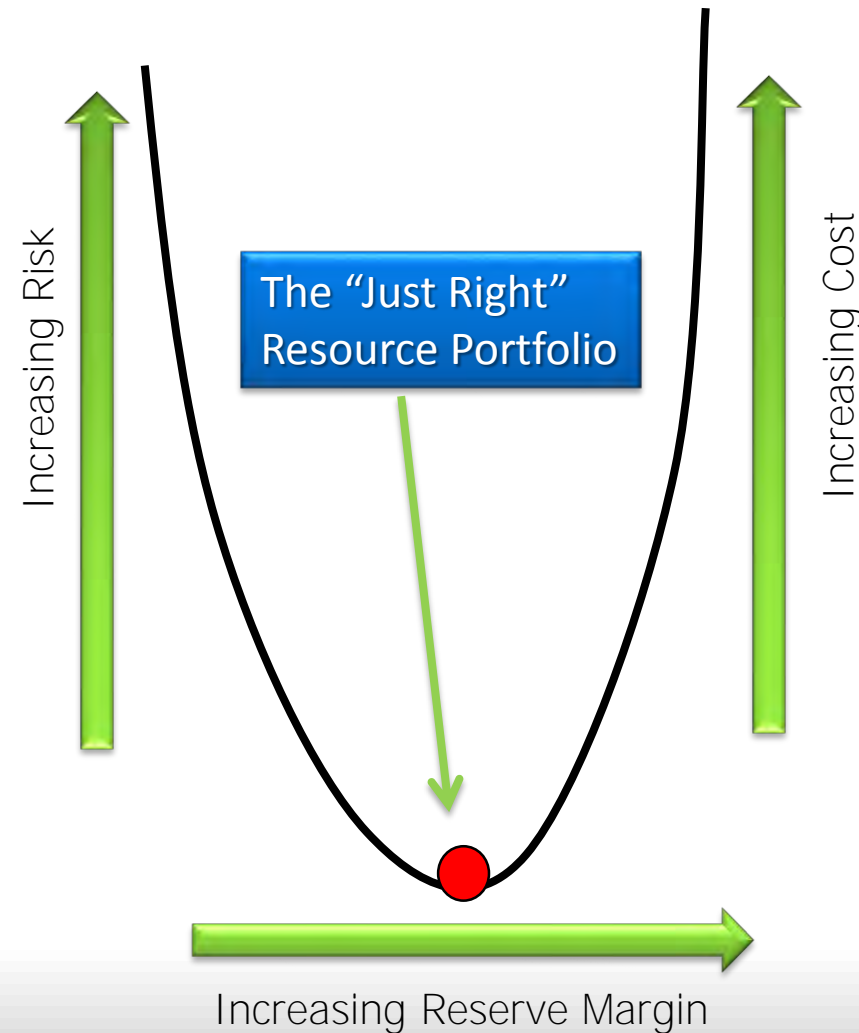 Increasing Risk
The “Just Right”
Resource Portfolio
Increasing Cost
Increasing Reserve Margin